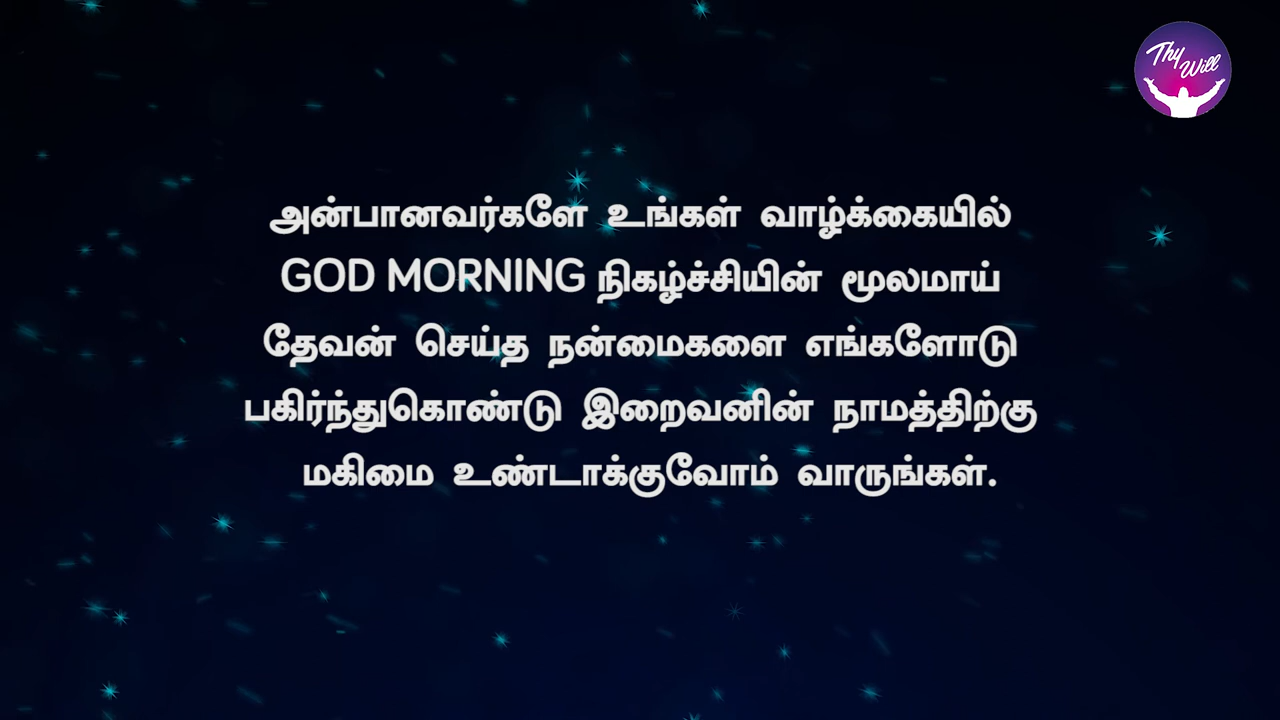 Thy Will
அன்பானவர்களே உங்கள் வாழ்க்கையில்
GOD MORNING நிகழ்ச்சியின் மூலமாய்
தேவன் செய்த நன்மைகளை எங்களோடு
பகிர்ந்துகொண்டு இறைவனின் நாமத்திற்கு
மகிமை உண்டாக்குவோம் வாருங்கள்.